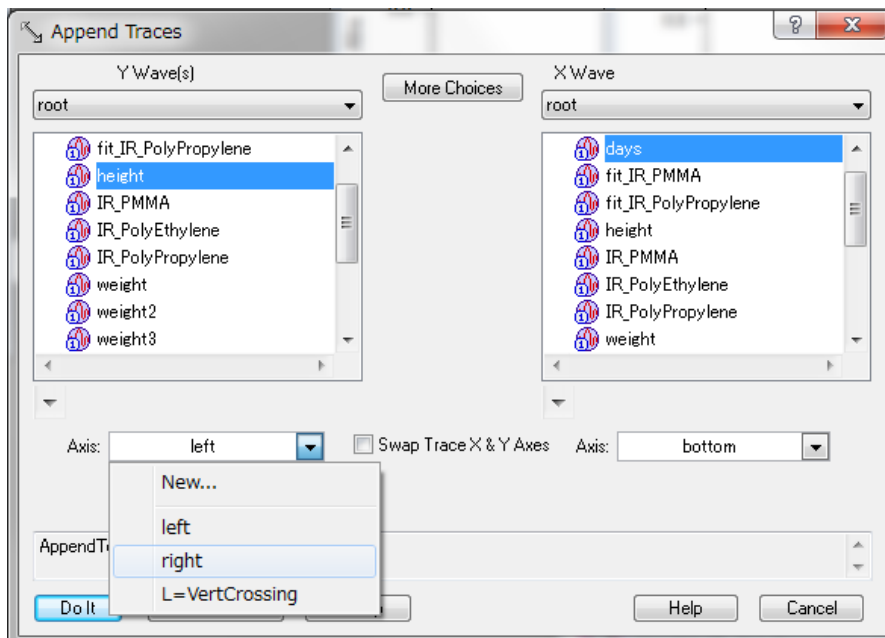 Append Traces
Y Wave(s)
More Choices
X Wave
root
root
fit_IR_PolyPropylene
height
IR_PMMA
IR_PolyEthylene
IR_PolyPropylene
weight
weight2
weight3
days
fit_IR_PMMA
fit_IR_PolyPropylene
height
IR_PMMA
IR_PolyEthylene
IR_PolyPropylene
weight
Axis: left
Swap Trace X & Y Axes
Axis: bottom
New...
left
right
L=VertCrossing
Do It
Help
Cancel